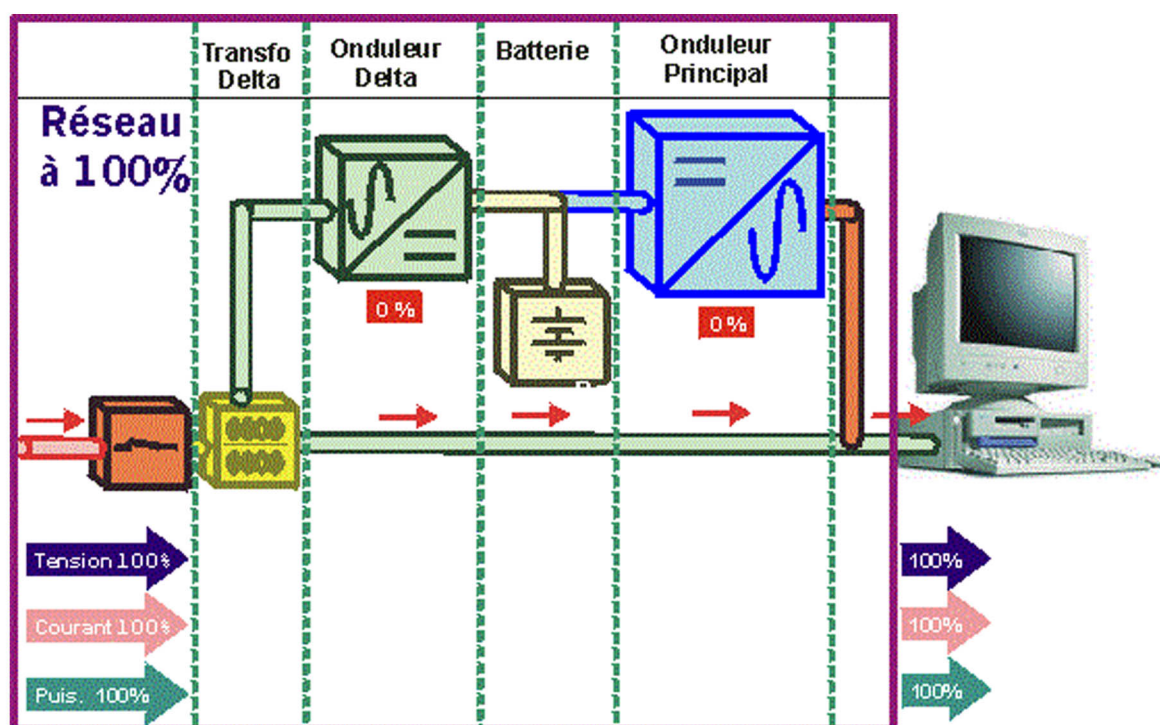 Transfo
Delta
Onduleur
Delta
Batterie
Onduleur
Principal
Réseau
à 100%
0 %
0 %
Tension 100%
100%
Courant 100%
100%
Puis. 100%
100%